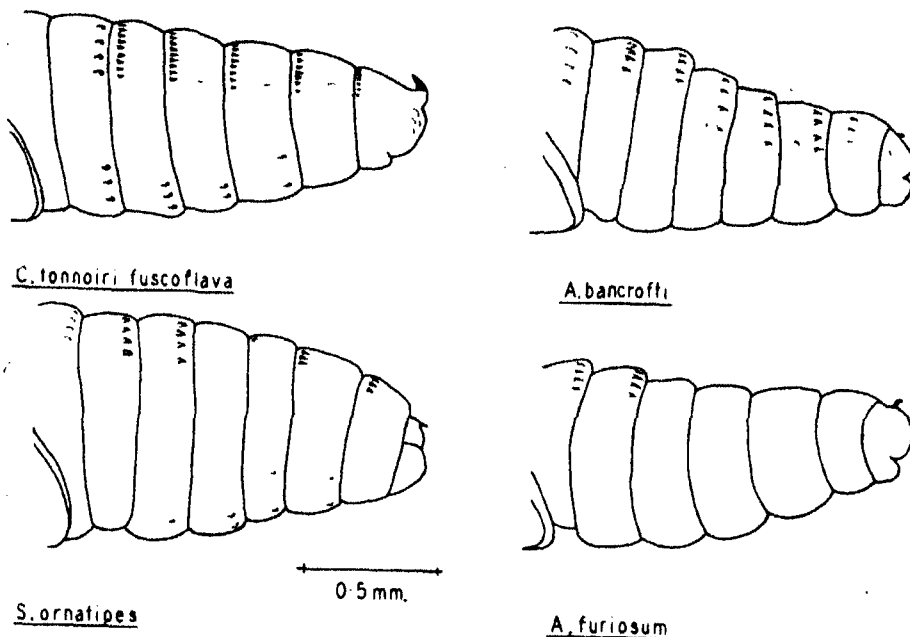 C. tonnoiri fuscoflava
A. bancrofti
0·5 mm.
S. ornatipes
A. furiosum